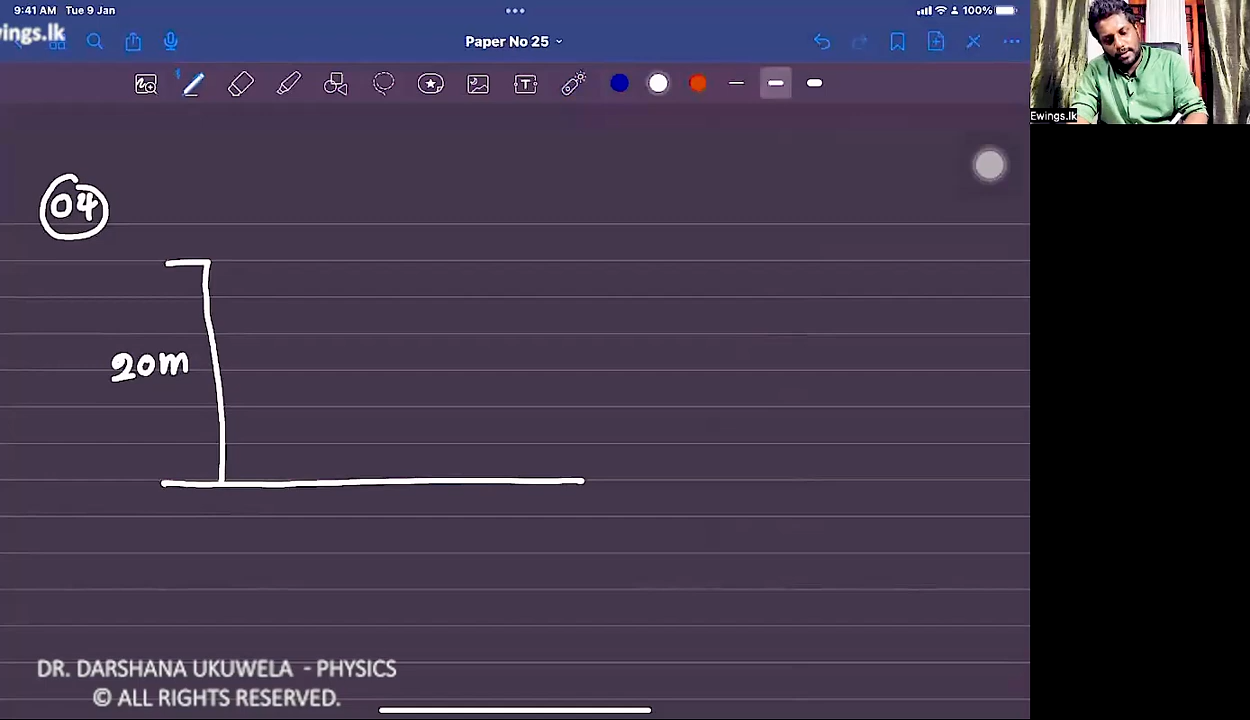 9:41 AM Tue 9 Jan
100%
wings.lk
Paper No 25
Ewings.lk
04
20m
DR. DARSHANA UKUWELA - PHYSICS
© ALL RIGHTS RESERVED.